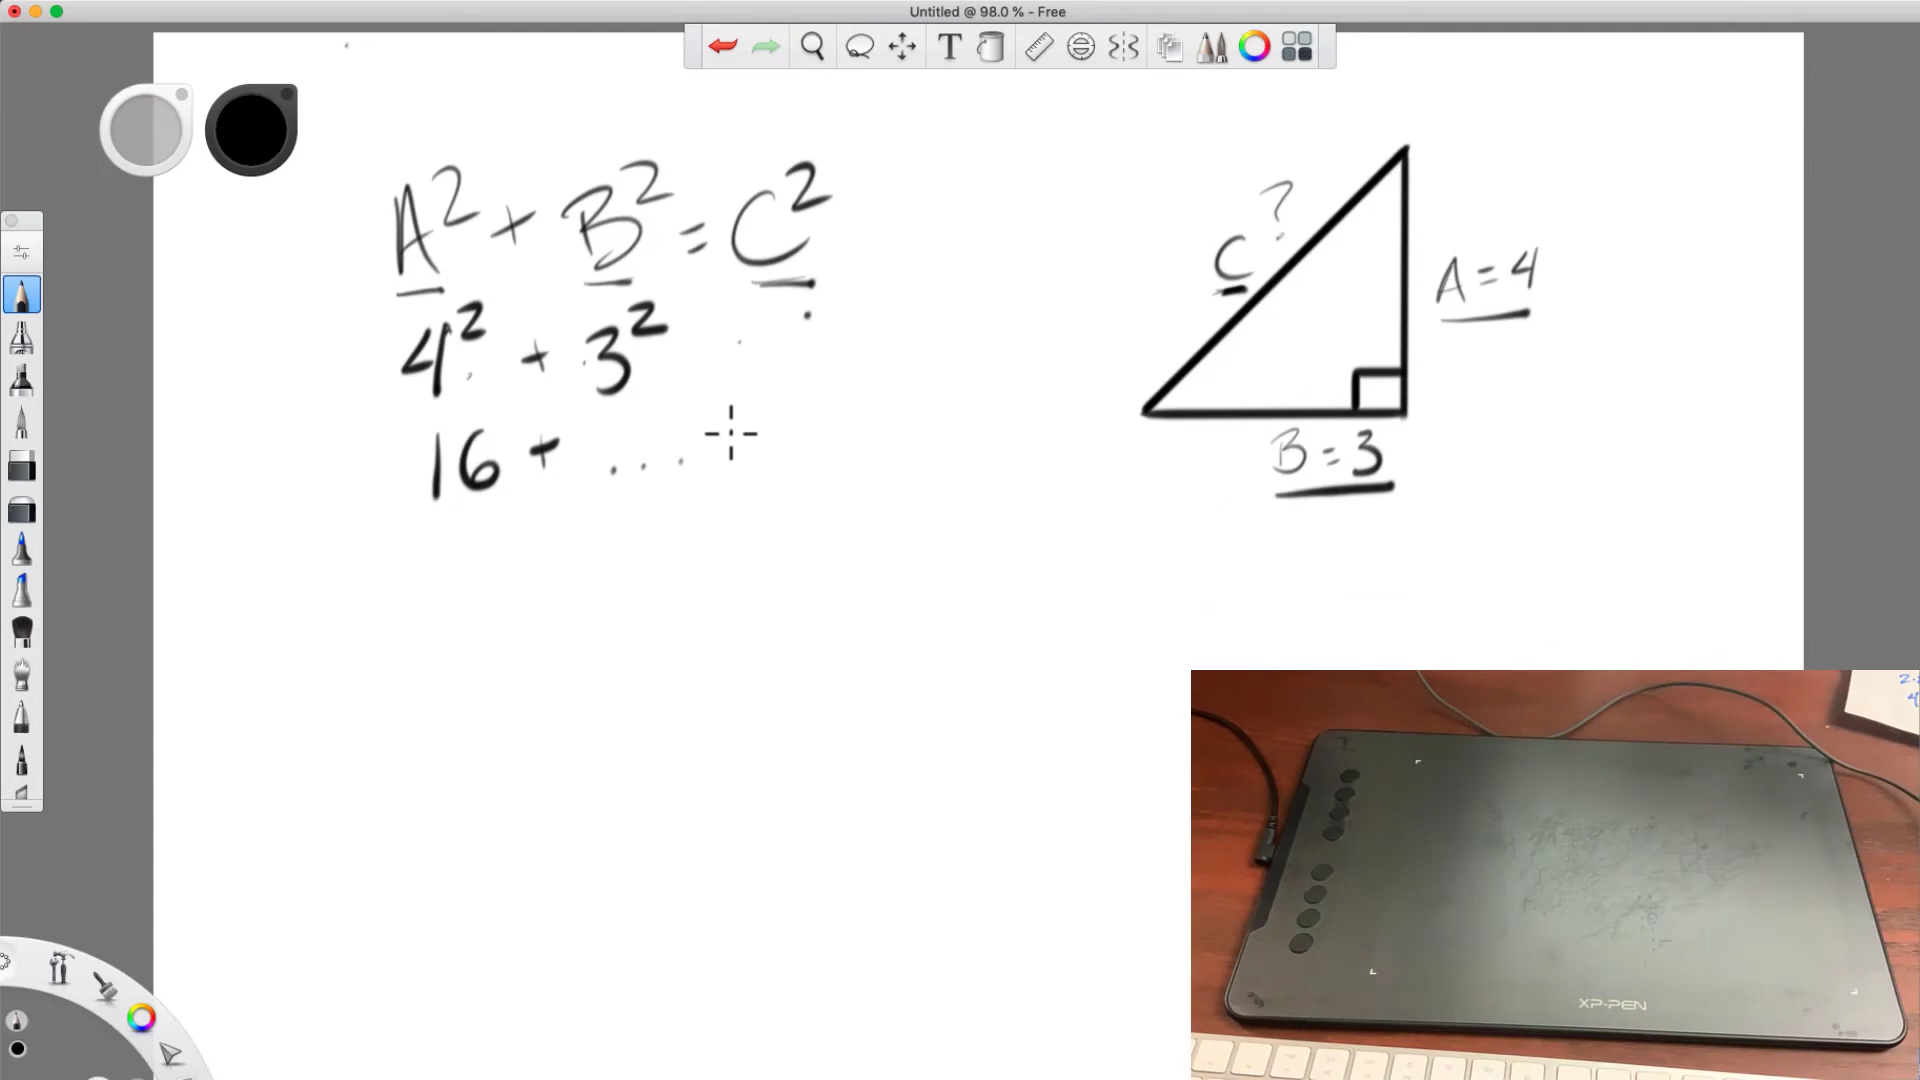 Untitled @ 98.0 % - Free
T
A² + B² = C²
4² + 3²
16 + ....
?
C
A = 4
B = 3
XP-PEN